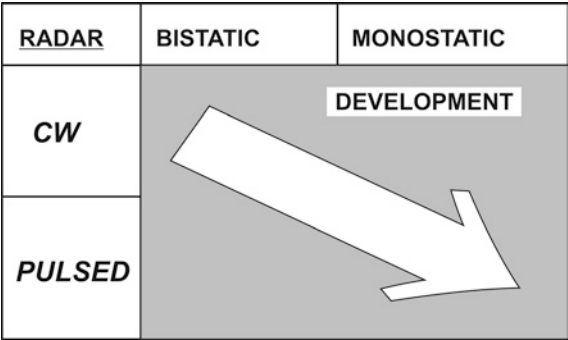 RADAR BISTATIC MONOSTATIC
DEVELOPMENT
CW
PULSED